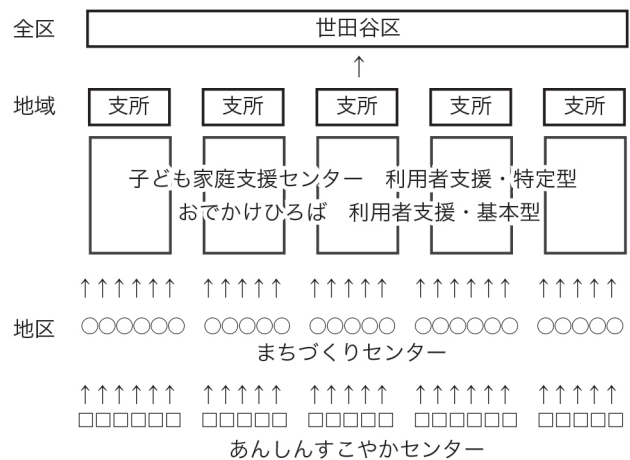 全区 世田谷区
↑
地域 支所 支所 支所 支所 支所
子ども家庭支援センター 利用者支援・特定型
おでかけひろば 利用者支援・基本型
↑↑↑↑↑↑ ↑↑↑↑↑ ↑↑↑↑↑ ↑↑↑↑↑↑ ↑↑↑↑↑
地区 ○○○○○○ ○○○○○ ○○○○○ ○○○○○○ ○○○○○
まちづくりセンター
↑↑↑↑↑↑ ↑↑↑↑↑ ↑↑↑↑↑ ↑↑↑↑↑↑ ↑↑↑↑↑
□□□□□□ □□□□□ □□□□□ □□□□□□ □□□□□
あんしんすこやかセンター